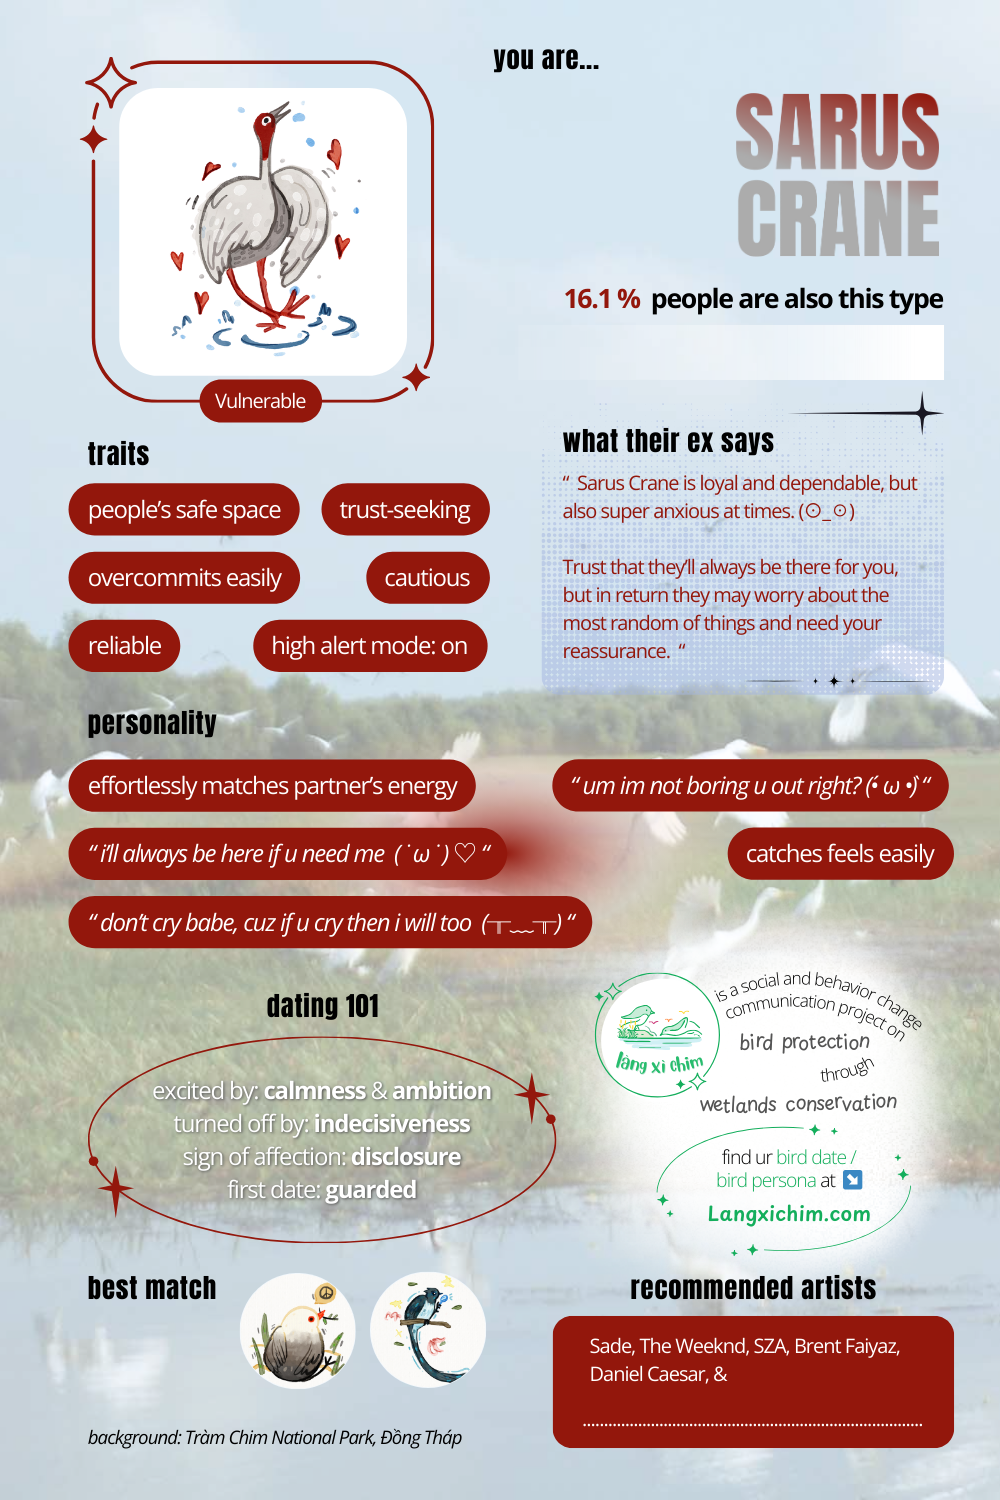 you are...
SARUS
CRANE
16.1 % people are also this type
Vulnerable
traits
people's safe space
trust-seeking
overcommits easily
cautious
reliable
high alert mode: on
what their ex says
“ Sarus Crane is loyal and dependable, but
also super anxious at times. (⊙_⊙)
Trust that they'll always be there for you,
but in return they may worry about the
most random of things and need your
reassurance. “
personality
effortlessly matches partner's energy
“ um im not boring u out right? (•́ ω •̀) “
“ i'll always be here if u need me (˙ω˙)♡ “
catches feels easily
“ don't cry babe, cuz if u cry then i will too (╥﹏╥) “
dating 101
excited by: calmness & ambition
turned off by: indecisiveness
sign of affection: disclosure
first date: guarded
làng xì chim
is a social and behavior change
communication project on
bird protection
through
wetlands conservation
find ur bird date /
bird persona at ↘
Langxichim.com
best match
recommended artists
Sade, The Weeknd, SZA, Brent Faiyaz,
Daniel Caesar, &
background: Tràm Chim National Park, Đồng Tháp